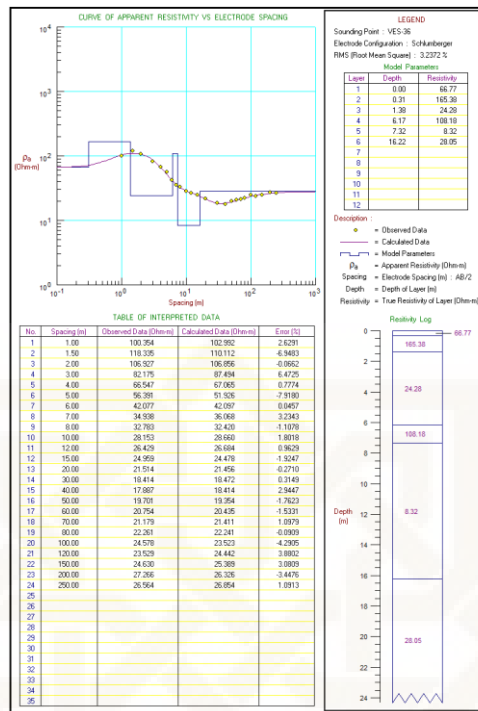 CURVE OF APPARENT RESISTIVITY VS ELECTRODE SPACING
10⁴
10³
10²
10¹
10⁰
ρa
(Ohm-m)
10⁻¹ 10⁰ 10¹ 10² 10³
Spacing (m)
TABLE OF INTERPRETED DATA
No. Spacing (m) Observed Data (Ohm-m) Calculated Data (Ohm-m) Error (%)
1 1.00 100.354 102.992 2.6291
2 1.50 118.335 110.112 -6.9483
3 2.00 106.927 106.856 -0.0662
4 3.00 82.175 87.494 6.4725
5 4.00 66.547 67.065 0.7774
6 5.00 56.391 51.926 -7.9180
7 6.00 42.077 42.097 0.0457
8 7.00 34.938 36.068 3.2343
9 8.00 32.783 32.420 -1.1078
10 10.00 28.153 28.660 1.8018
11 12.00 26.429 26.684 0.9629
12 15.00 24.959 24.478 -1.9247
13 20.00 21.514 21.456 -0.2710
14 30.00 18.414 18.472 0.3149
15 40.00 17.887 18.414 2.9447
16 50.00 19.701 19.354 -1.7623
17 60.00 20.754 20.435 -1.5331
18 70.00 21.179 21.411 1.0979
19 80.00 22.261 22.241 -0.0909
20 100.00 24.578 23.523 -4.2905
21 120.00 23.529 24.442 3.8802
22 150.00 24.630 25.389 3.0809
23 200.00 27.266 26.326 -3.4476
24 250.00 26.564 26.854 1.0913
25
26
27
28
29
30
31
32
33
34
35
LEGEND
Sounding Point : VES-36
Electrode Configuration : Schlumberger
RMS (Root Mean Square) : 3.2372 %
Model Parameters
Layer Depth Resistivity
1 0.00 66.77
2 0.31 165.38
3 1.38 24.28
4 6.17 108.18
5 7.32 8.32
6 16.22 28.05
7
8
9
10
11
12
Description :
= Observed Data
= Calculated Data
= Model Parameters
ρa = Apparent Resistivity (Ohm-m)
Spacing = Electrode Spacing (m) : AB/2
Depth = Depth of Layer (m)
Resistivity = True Resistivity of Layer (Ohm-m)
Resitivity Log
0
66.77
165.38
2
4
24.28
6
108.18
8
10
Depth
[m]
8.32
12
14
16
18
20
28.05
22
24